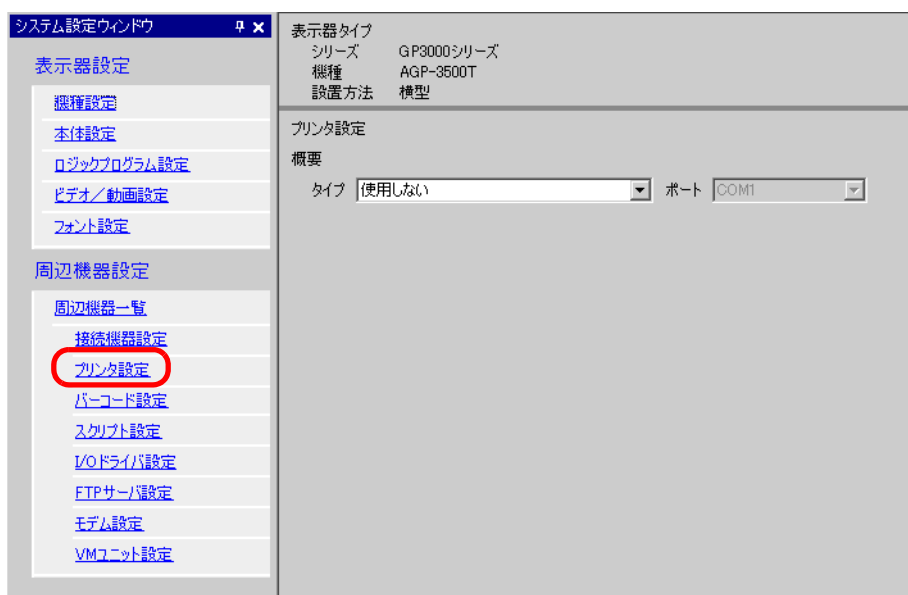 システム設定ウィンドウ
表示器設定
機種設定
本体設定
ロジックプログラム設定
ビデオ／動画設定
フォント設定
周辺機器設定
周辺機器一覧
接続機器設定
プリンタ設定
バーコード設定
スクリプト設定
I/Oドライバ設定
FTPサーバ設定
モデム設定
VMユニット設定
表示器タイプ
シリーズ GP3000シリーズ
機種 AGP-3500T
設置方法 横型
プリンタ設定
概要
タイプ 使用しない ポート COM1